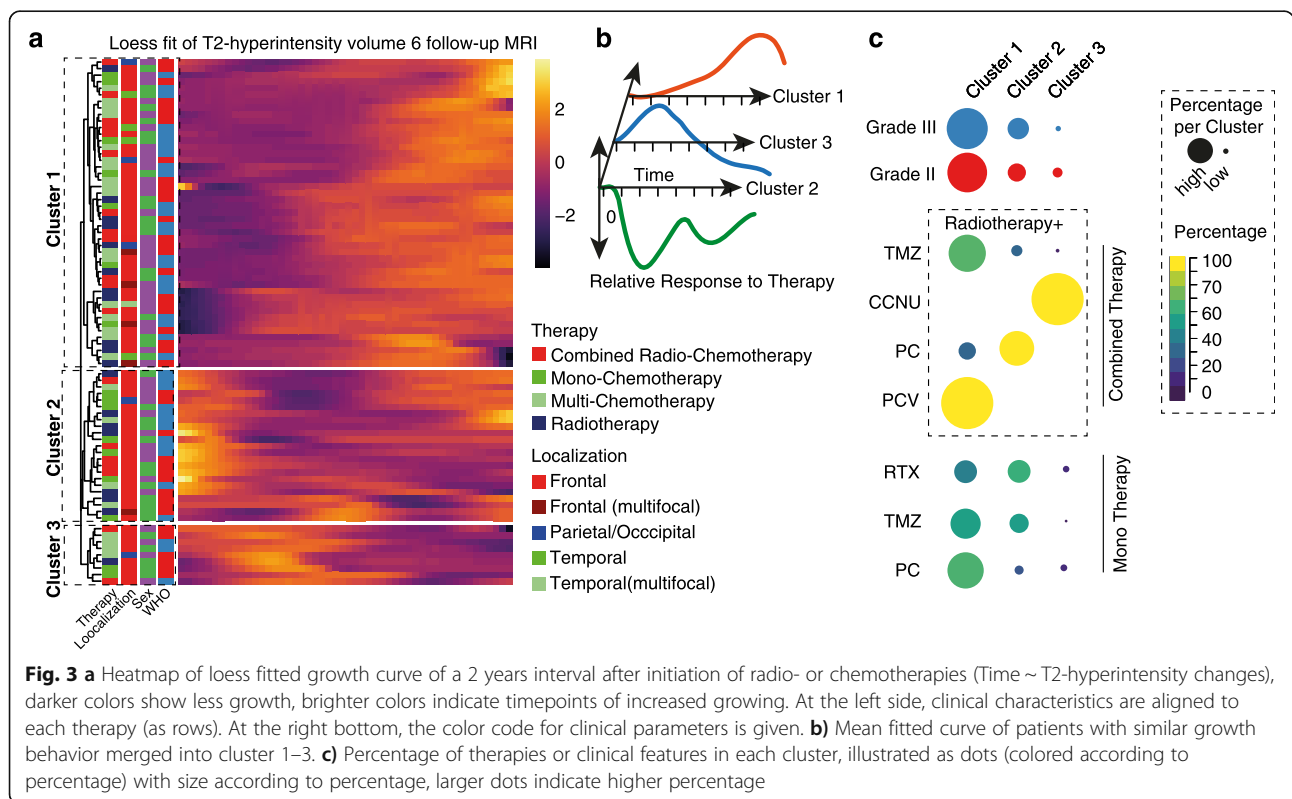 a
Loess fit of T2-hyperintensity volume 6 follow-up MRI
Cluster 1
Cluster 2
Cluster 3
Therapy
Loocalization
Sex
WHO
2
0
−2
b
Cluster 1
Cluster 3
Time
Cluster 2
0
Relative Response to Therapy
Therapy
Combined Radio-Chemotherapy
Mono-Chemotherapy
Multi-Chemotherapy
Radiotherapy
Localization
Frontal
Frontal (multifocal)
Parietal/Occcipital
Temporal
Temporal(multifocal)
c
Cluster 1
Cluster 2
Cluster 3
Grade III
Grade II
Radiotherapy+
TMZ
CCNU
PC
PCV
Combined Therapy
RTX
TMZ
PC
Mono Therapy
Percentage
per Cluster
high
low
Percentage
100
70
60
40
20
0
Fig. 3 a Heatmap of loess fitted growth curve of a 2 years interval after initiation of radio- or chemotherapies (Time ~ T2-hyperintensity changes),
darker colors show less growth, brighter colors indicate timepoints of increased growing. At the left side, clinical characteristics are aligned to
each therapy (as rows). At the right bottom, the color code for clinical parameters is given. b) Mean fitted curve of patients with similar growth
behavior merged into cluster 1–3. c) Percentage of therapies or clinical features in each cluster, illustrated as dots (colored according to
percentage) with size according to percentage, larger dots indicate higher percentage